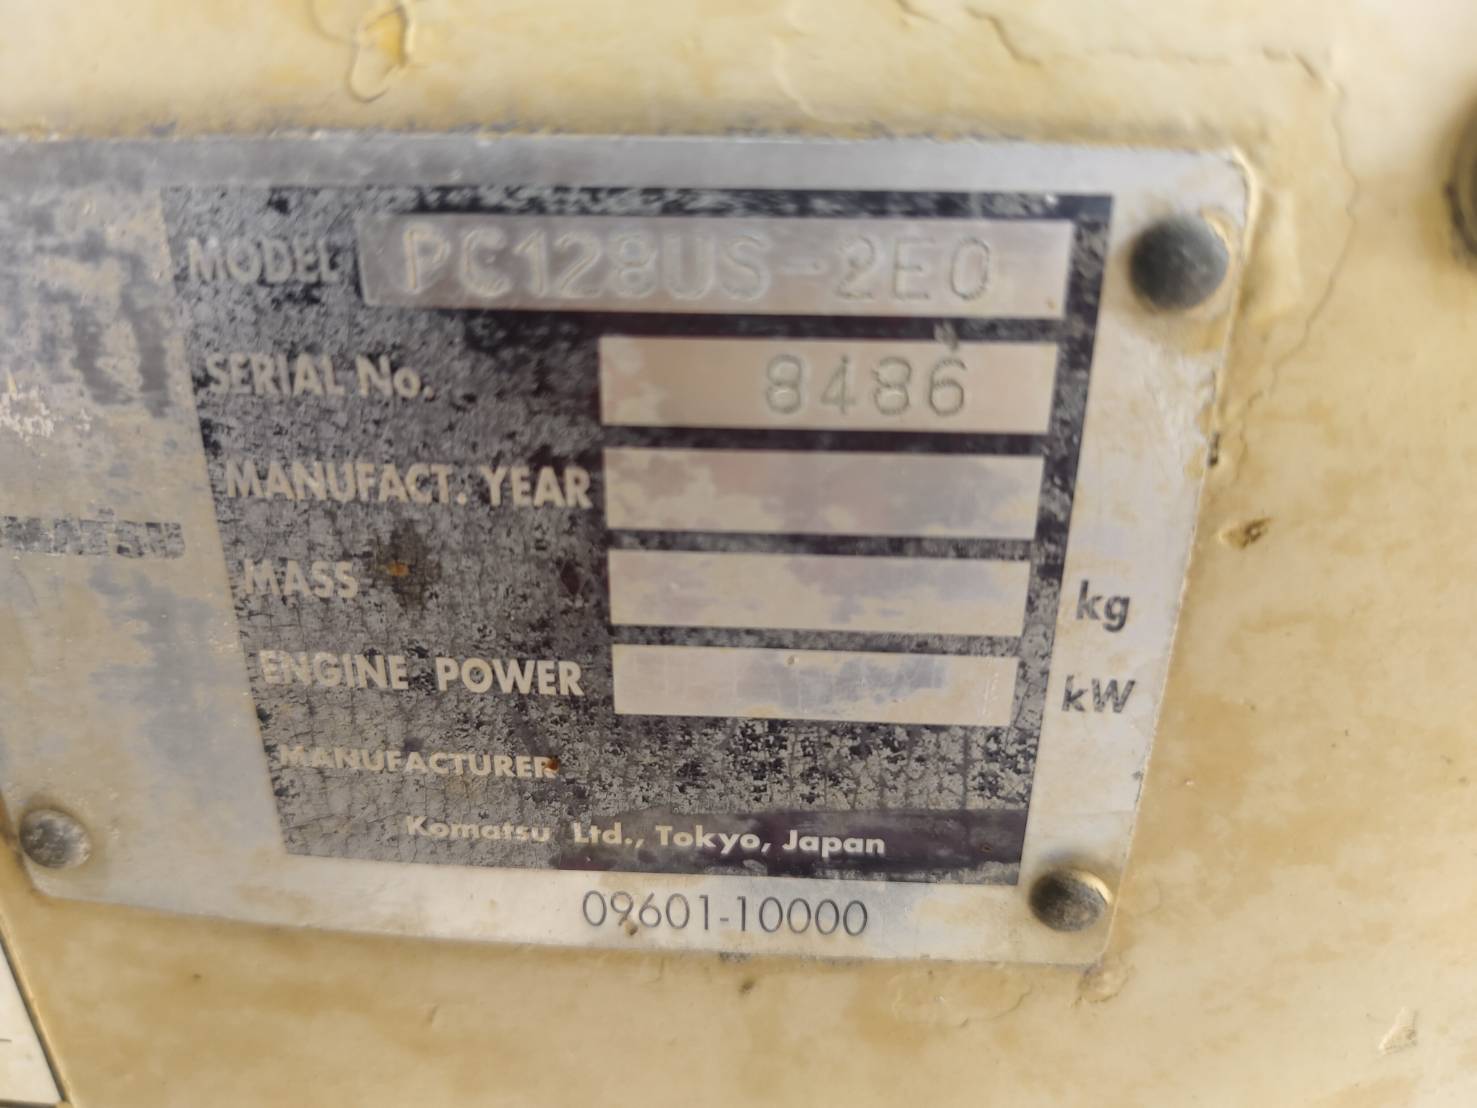 MODEL PC128US-2E0
SERIAL No. 8486
MANUFACT. YEAR
MASS kg
ENGINE POWER kW
MANUFACTURER
Komatsu Ltd., Tokyo, Japan
09601-10000